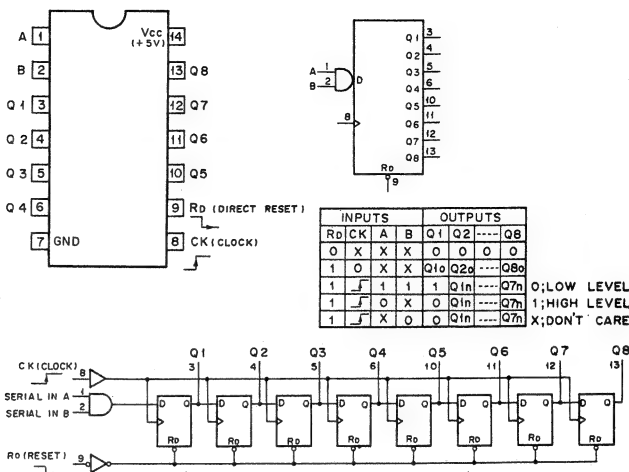 A 1
Vcc 14
(+5V)
B 2
13 Q8
Q1 3
12 Q7
Q2 4
11 Q6
Q3 5
10 Q5
Q4 6
9 RD (DIRECT RESET)
7 GND
8 CK (CLOCK)
A 1
B 2
D
8
Q1 3
Q2 4
Q3 5
Q4 6
Q5 10
Q6 11
Q7 12
Q8 13
RD
9
INPUTS OUTPUTS
RD CK A B Q1 Q2 ---- Q8
0 X X X 0 0 0 0
1 0 X X Q1o Q2o ---- Q8o
1 1 1 1 Q1n ---- Q7n 0;LOW LEVEL
1 0 X 0 Q1n ---- Q7n 1;HIGH LEVEL
1 X 0 0 Q1n ---- Q7n X;DON'T CARE
Q1 Q2 Q3 Q4 Q5 Q6 Q7 Q8
3 4 5 6 10 11 12 13
CK(CLOCK) 8
SERIAL IN A 1
SERIAL IN B 2
D Q D Q D Q D Q D Q D Q D Q D Q
RD RD RD RD RD RD RD RD
RD(RESET) 9